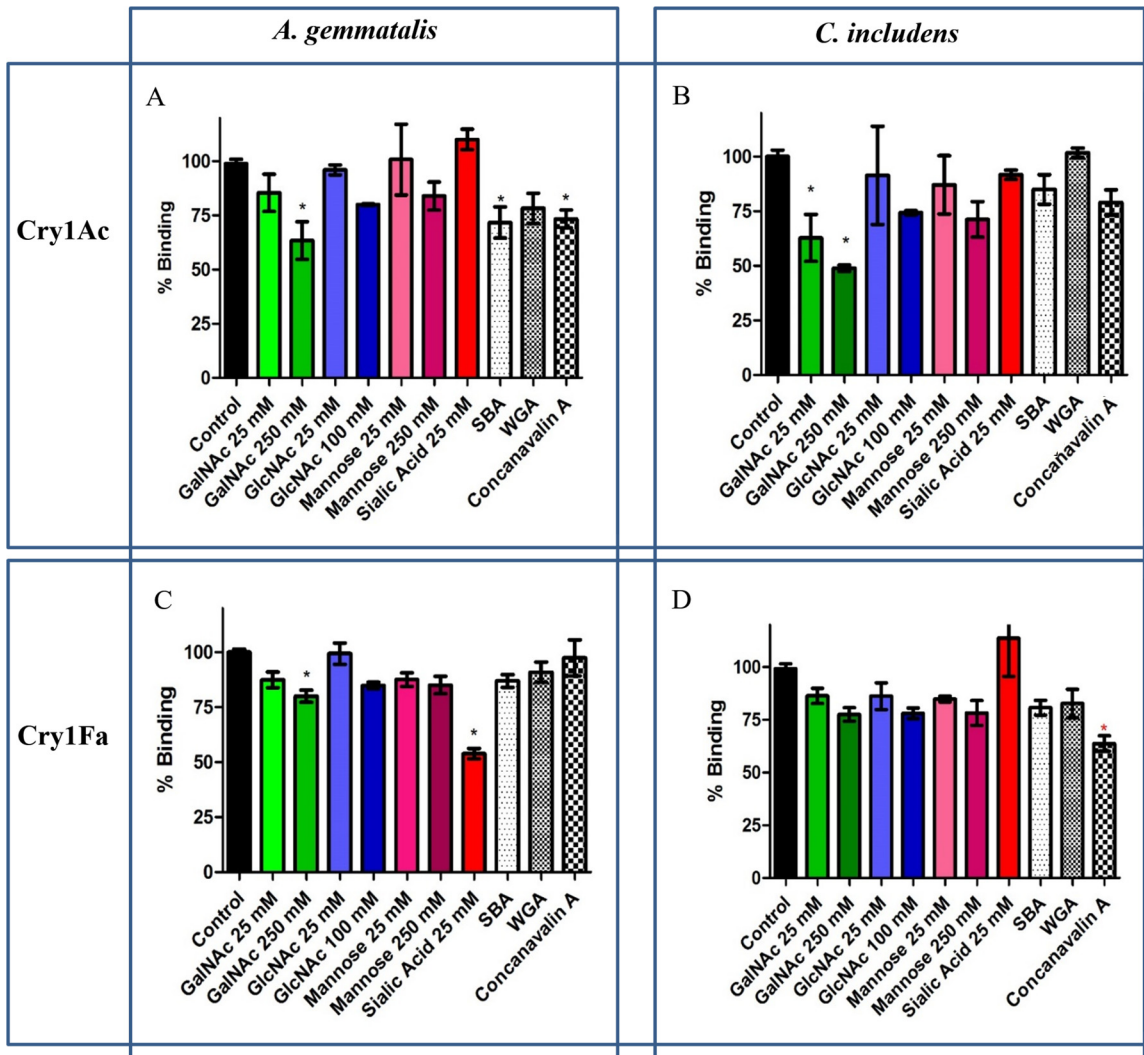 A. gemmatalis
C. includens
Cry1Ac
A
% Binding
100
75
50
25
0
*
*
*
Control
GalNAc 25 mM
GalNAc 250 mM
GlcNAc 25 mM
GlcNAc 100 mM
Mannose 25 mM
Mannose 250 mM
Sialic Acid 25 mM
SBA
WGA
Concanavalin A
B
% Binding
100
75
50
25
0
*
*
Control
GalNAc 25 mM
GalNAc 250 mM
GlcNAc 25 mM
GlcNAc 100 mM
Mannose 25 mM
Mannose 250 mM
Sialic Acid 25 mM
SBA
WGA
Concanavalin A
Cry1Fa
C
% Binding
100
75
50
25
0
*
*
Control
GalNAc 25 mM
GalNAc 250 mM
GlcNAc 25 mM
GlcNAc 100 mM
Mannose 25 mM
Mannose 250 mM
Sialic Acid 25 mM
SBA
WGA
Concanavalin A
D
% Binding
100
75
50
25
0
*
Control
GalNAc 25 mM
GalNAc 250 mM
GlcNAc 25 mM
GlcNAc 100 mM
Mannose 25 mM
Mannose 250 mM
Sialic Acid 25 mM
SBA
WGA
Concanavalin A